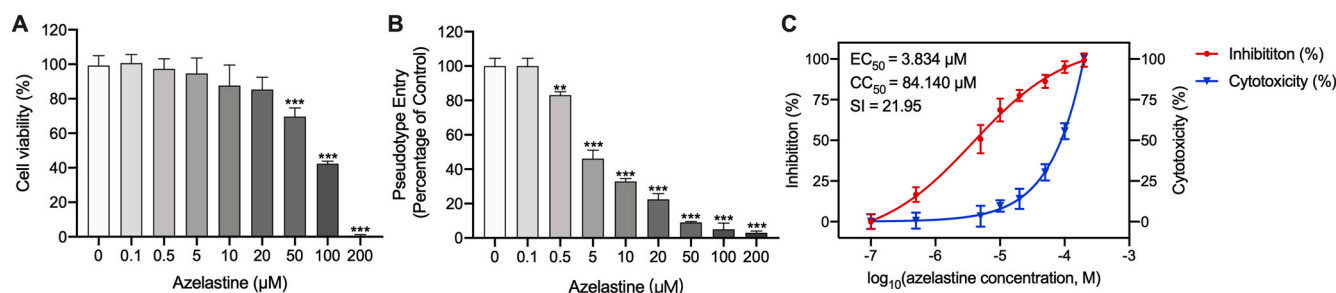 A
Cell viability (%)
120
100
80
60
40
20
0
***
***
***
0 0.1 0.5 5 10 20 50 100 200
Azelastine (μM)
B
Pseudotype Entry
(Percentage of Control)
120
100
80
60
40
20
0
**
***
***
***
***
***
***
0 0.1 0.5 5 10 20 50 100 200
Azelastine (μM)
C
Inhibititon (%)
100
75
50
25
0
EC50 = 3.834 μM
CC50 = 84.140 μM
SI = 21.95
100
50
0
Cytotoxicity (%)
-7 -6 -5 -4 -3
log10(azelastine concentration, M)
Inhibititon (%)
Cytotoxicity (%)